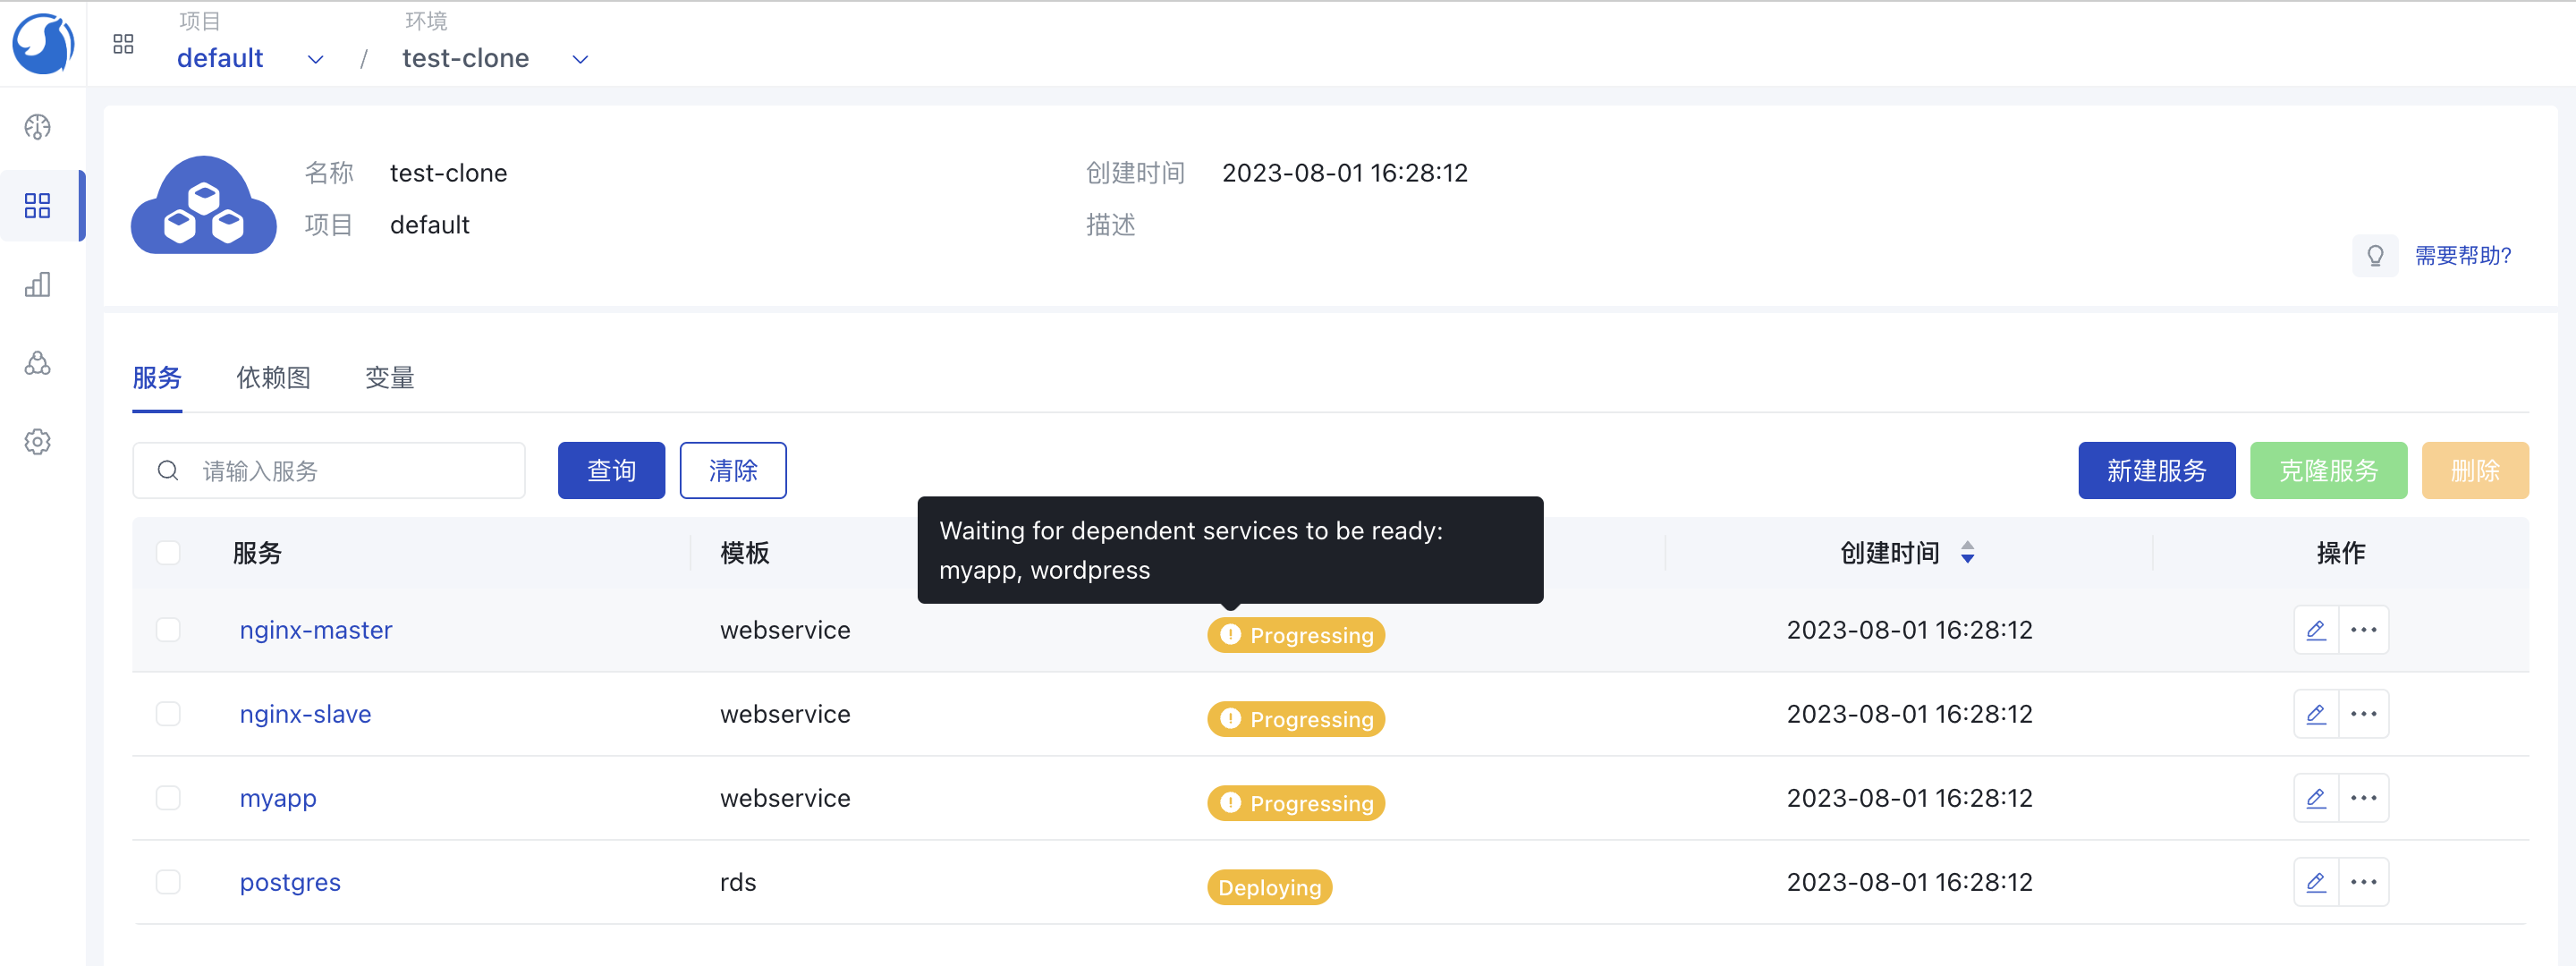 项目 环境
default / test-clone
名称 test-clone 创建时间 2023-08-01 16:28:12
项目 default 描述
需要帮助?
服务 依赖图 变量
请输入服务 查询 清除 新建服务 克隆服务 删除
Waiting for dependent services to be ready:
myapp, wordpress
服务 模板 创建时间 操作
nginx-master webservice Progressing 2023-08-01 16:28:12
nginx-slave webservice Progressing 2023-08-01 16:28:12
myapp webservice Progressing 2023-08-01 16:28:12
postgres rds Deploying 2023-08-01 16:28:12